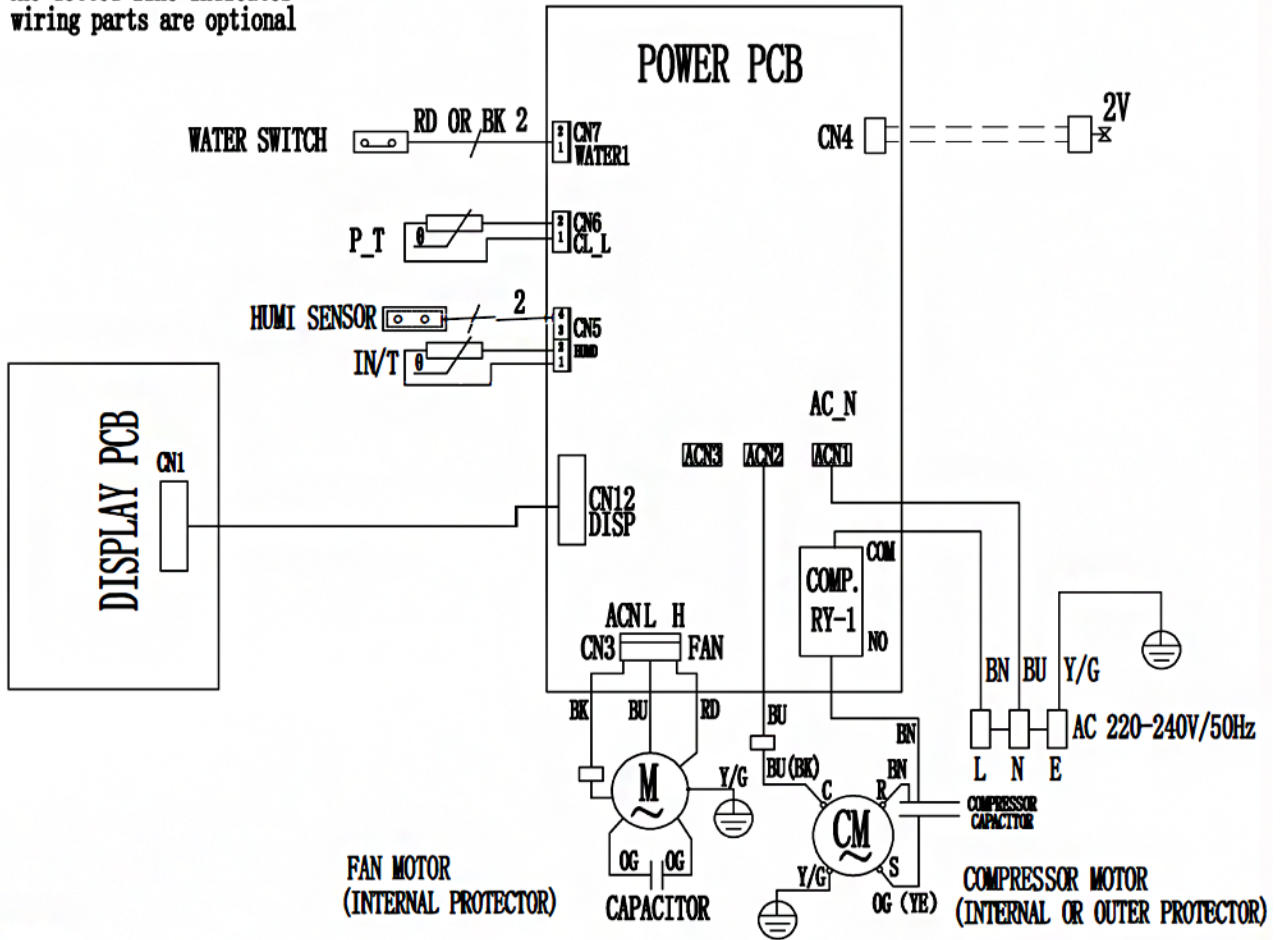 wiring parts are optional
POWER PCB
WATER SWITCH
RD OR BK 2
2
1
CN7
WATER1
CN4
2V
P_T
θ
2
1
CN6
CL_L
HUMI SENSOR
2
4
3
2
1
CN5
IN/T
θ
DISPLAY PCB
CN1
CN12
DISP
AC_N
ACN3
ACN2
ACN1
COMP.
RY-1
COM
NO
ACN L H
CN3
FAN
BK
BU
RD
BU
BN
BN
BU
Y/G
AC 220-240V/50Hz
L
N
E
M
~
Y/G
BU(BK)
BN
C
R
S
CM
~
COMPRESSOR
CAPACITOR
OG
OG
CAPACITOR
Y/G
OG (YE)
FAN MOTOR
(INTERNAL PROTECTOR)
COMPRESSOR MOTOR
(INTERNAL OR OUTER PROTECTOR)